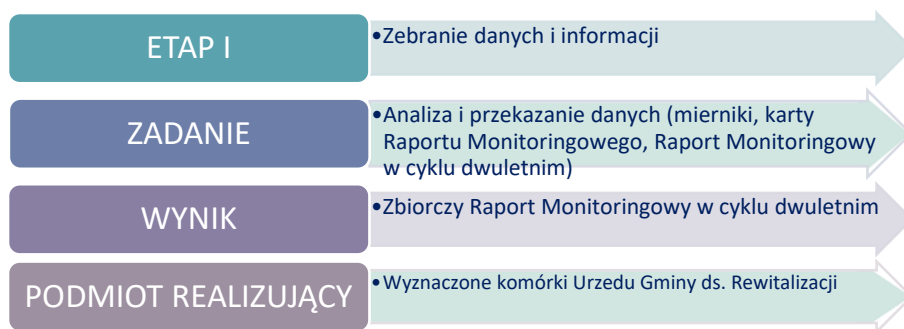 ETAP I
•Zebranie danych i informacji
ZADANIE
•Analiza i przekazanie danych (mierniki, karty
Raportu Monitoringowego, Raport Monitoringowy
w cyklu dwuletnim)
WYNIK
•Zbiorczy Raport Monitoringowy w cyklu dwuletnim
PODMIOT REALIZUJĄCY
•Wyznaczone komórki Urzedu Gminy ds. Rewitalizacji